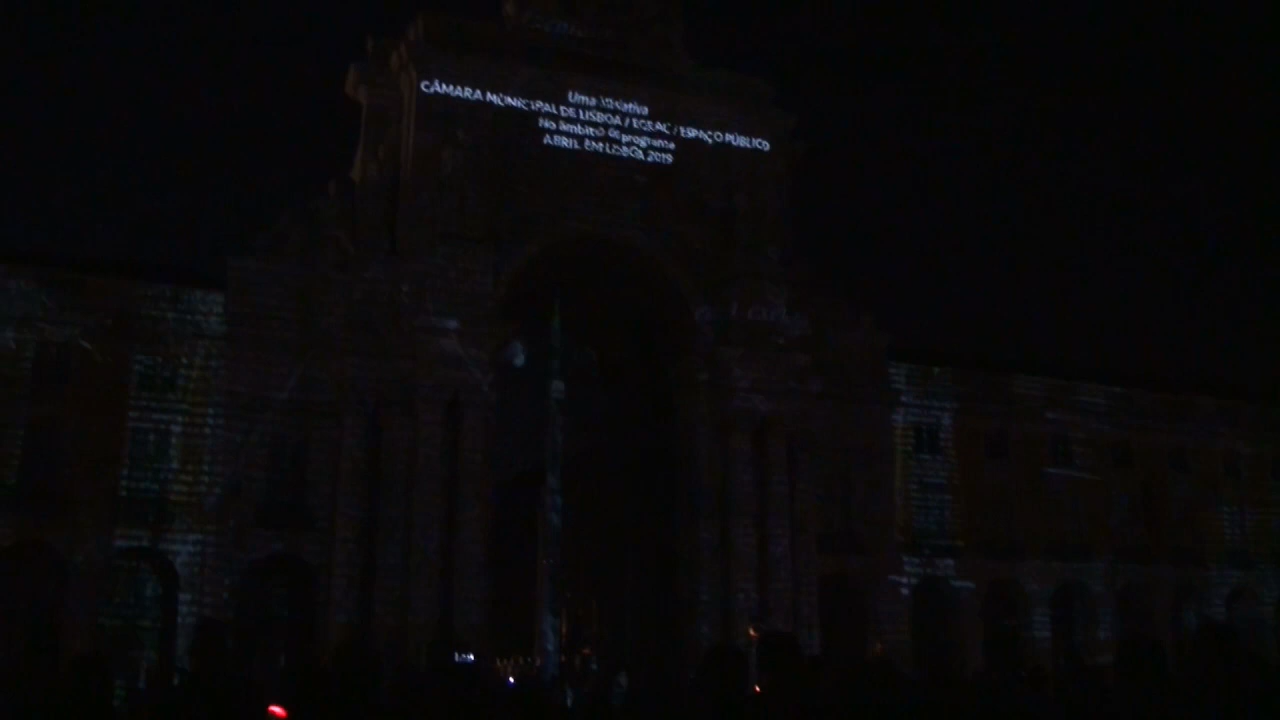 Uma iniciativa
CÂMARA MUNICIPAL DE LISBOA / EGEAC / ESPAÇO PÚBLICO
No âmbito do programa
ABRIL EM LISBOA 2019